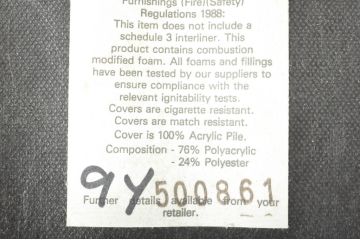 Furnishings (Fire)(Safety)
Regulations 1988:
This item does not include a
schedule 3 interliner. This
product contains combustion
modified foam. All foams and fillings
have been tested by our suppliers to
ensure compliance with the
relevant ignitability tests.
Covers are cigarette resistant.
Covers are match resistant.
Cover is 100% Acrylic Pile.
Composition - 76% Polyacrylic
- 24% Polyester
9Y 500861
Further details available from your
retailer.